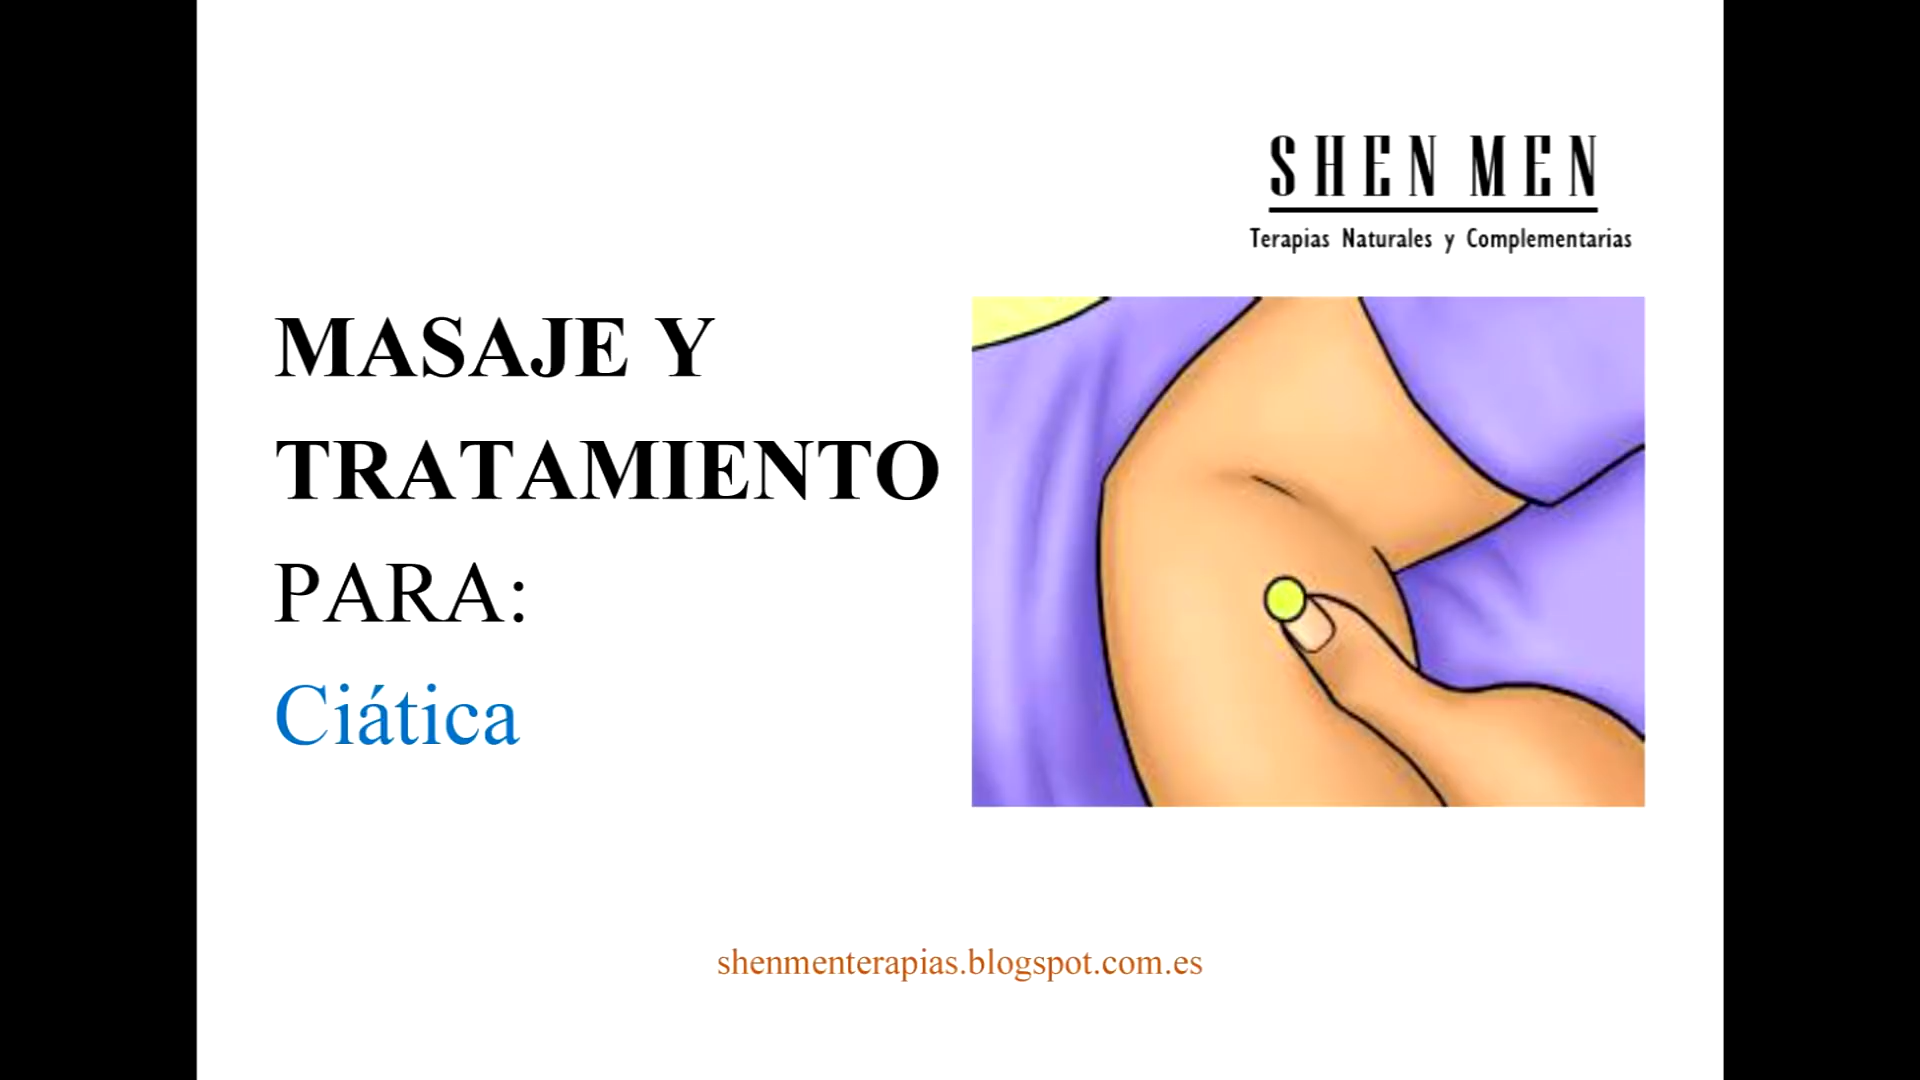 SHEN MEN
Terapias Naturales y Complementarias
MASAJE Y
TRATAMIENTO
PARA:
Ciática
shenmenterapias.blogspot.com.es